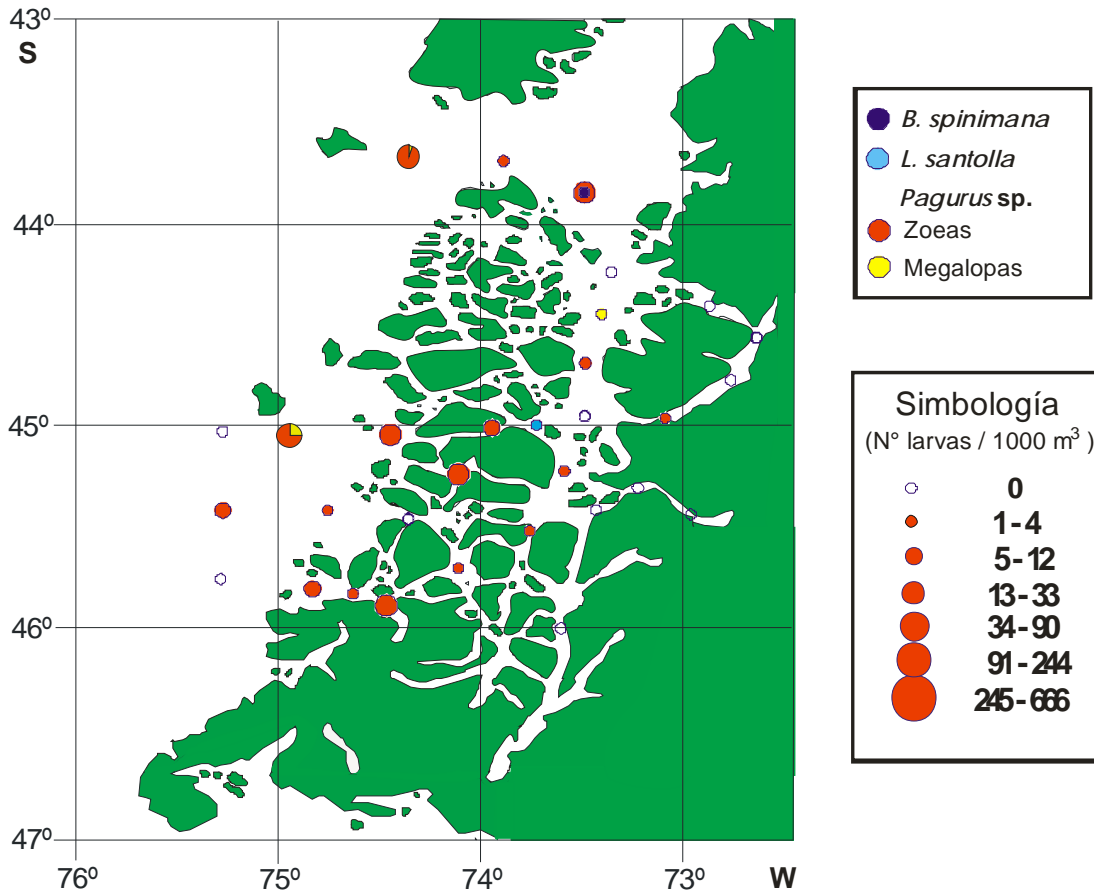 43º
S
44º
45º
46º
47º
76º
75º
74º
73º
W
B. spinimana
L. santolla
Pagurus sp.
Zoeas
Megalopas
Simbología
(N° larvas / 1000 m³ )
0
1 - 4
5 - 12
13 - 33
34 - 90
91 - 244
245 - 666